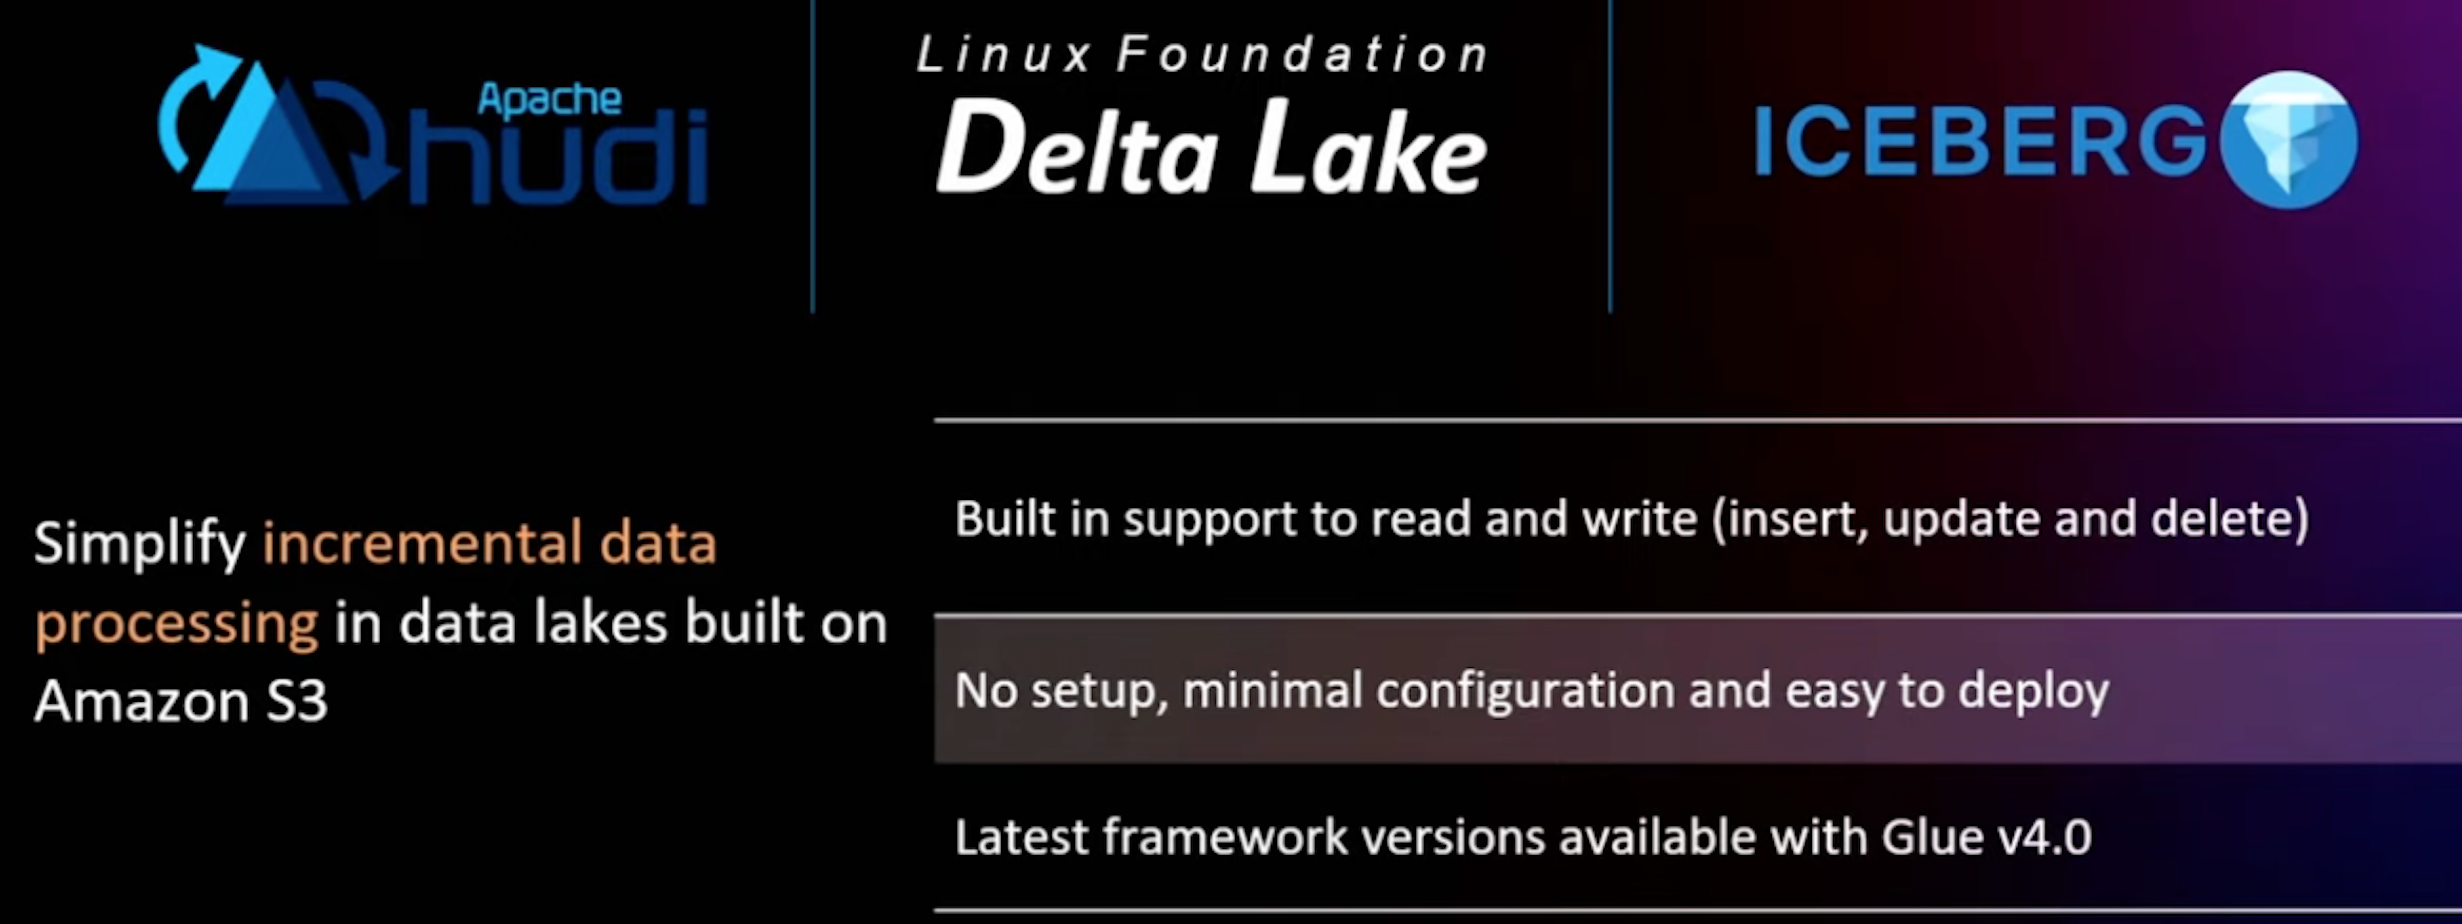 Apache
hudi
Linux Foundation
Delta Lake
ICEBERG
Simplify incremental data
processing in data lakes built on
Amazon S3
Built in support to read and write (insert, update and delete)
No setup, minimal configuration and easy to deploy
Latest framework versions available with Glue v4.0